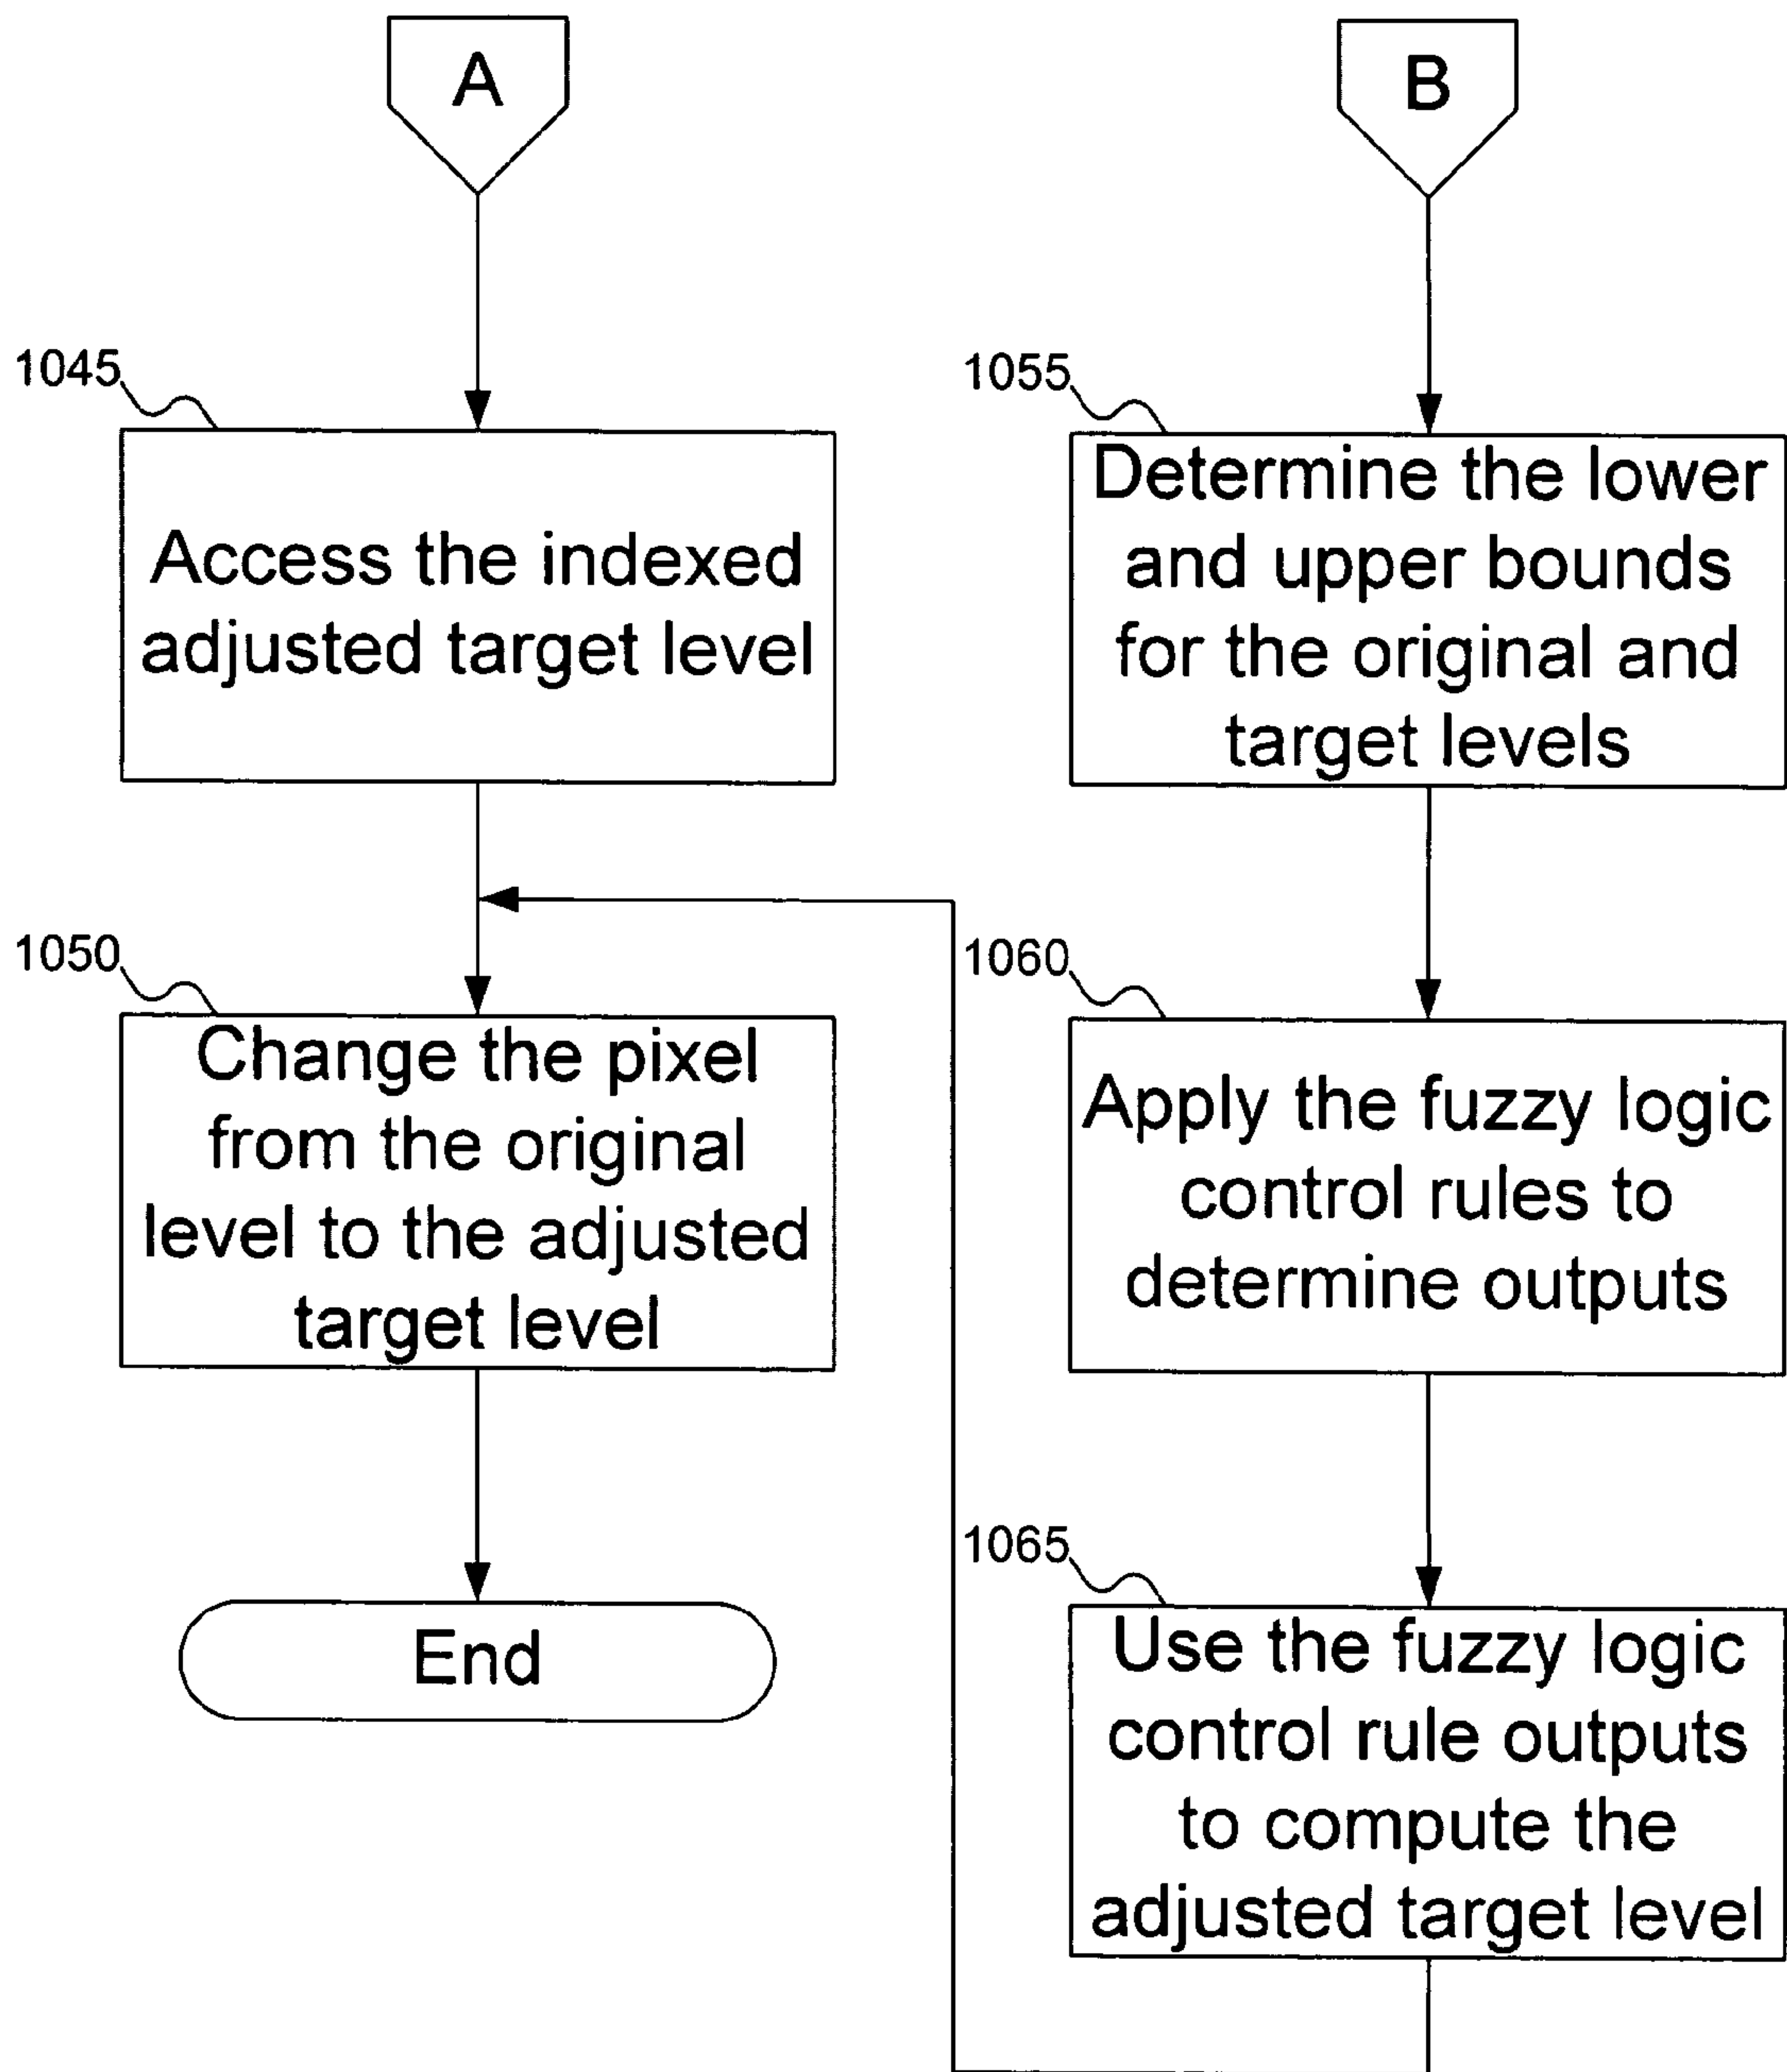 A
1045
Access the indexed
adjusted target level
1050
Change the pixel
from the original
level to the adjusted
target level
End
B
1055
Determine the lower
and upper bounds
for the original and
target levels
1060
Apply the fuzzy logic
control rules to
determine outputs
1065
Use the fuzzy logic
control rule outputs
to compute the
adjusted target level